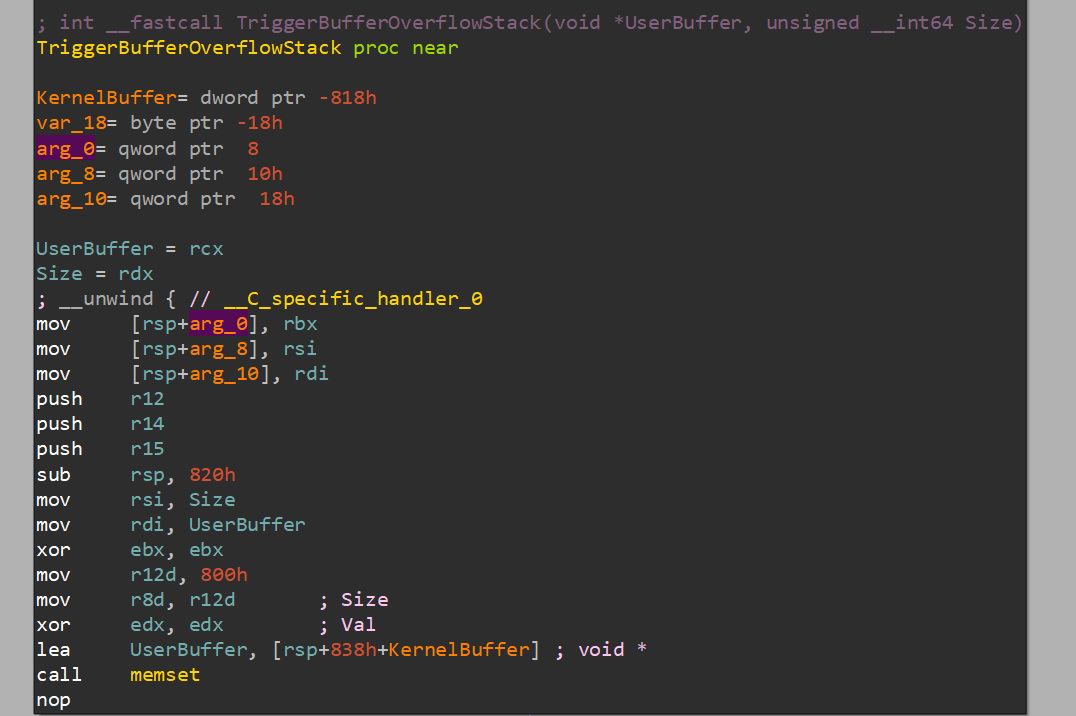 ; int __fastcall TriggerBufferOverflowStack(void *UserBuffer, unsigned __int64 Size)
TriggerBufferOverflowStack proc near
KernelBuffer= dword ptr -818h
var_18= byte ptr -18h
arg_0= qword ptr  8
arg_8= qword ptr  10h
arg_10= qword ptr  18h
UserBuffer = rcx
Size = rdx
; __unwind { // __C_specific_handler_0
mov     [rsp+arg_0], rbx
mov     [rsp+arg_8], rsi
mov     [rsp+arg_10], rdi
push    r12
push    r14
push    r15
sub     rsp, 820h
mov     rsi, Size
mov     rdi, UserBuffer
xor     ebx, ebx
mov     r12d, 800h
mov     r8d, r12d       ; Size
xor     edx, edx        ; Val
lea     UserBuffer, [rsp+838h+KernelBuffer] ; void *
call    memset
nop